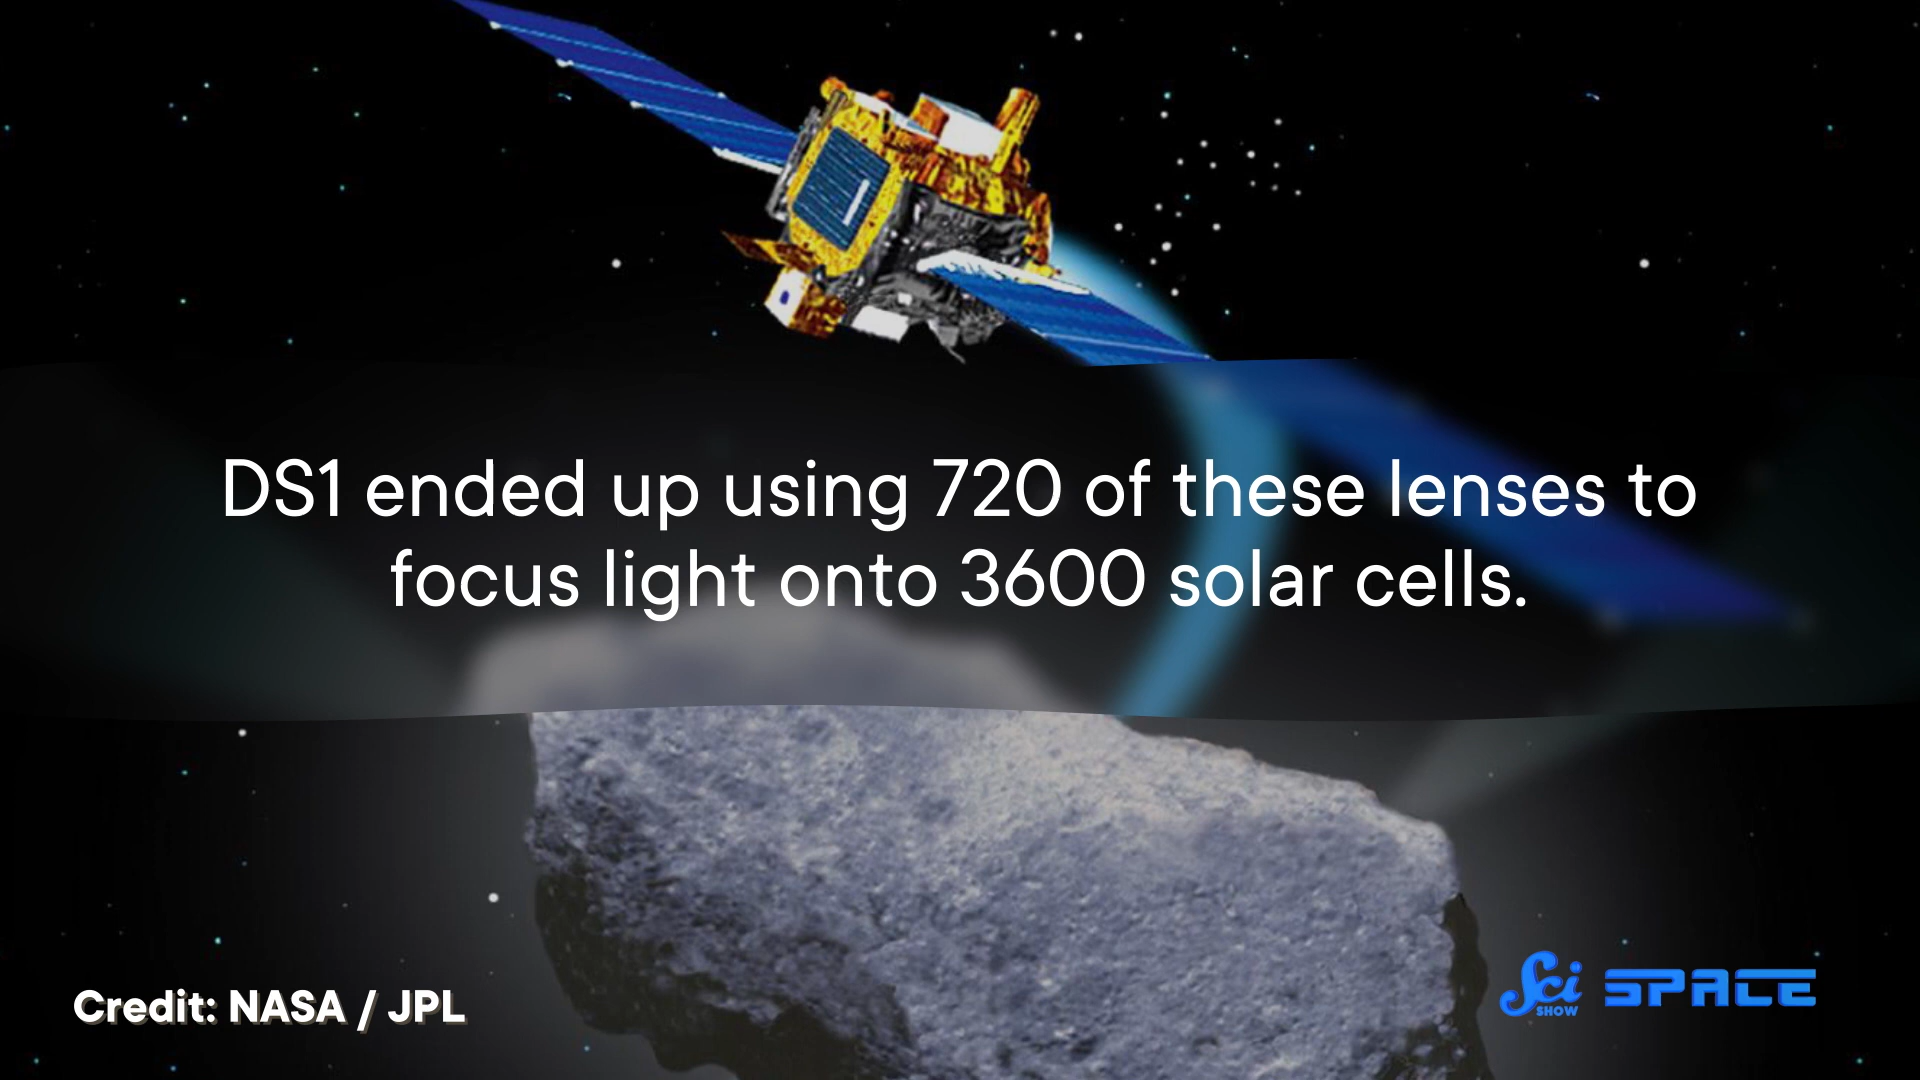 DS1 ended up using 720 of these lenses to
focus light onto 3600 solar cells.
Credit: NASA / JPL
Sci SPACE
SHOW